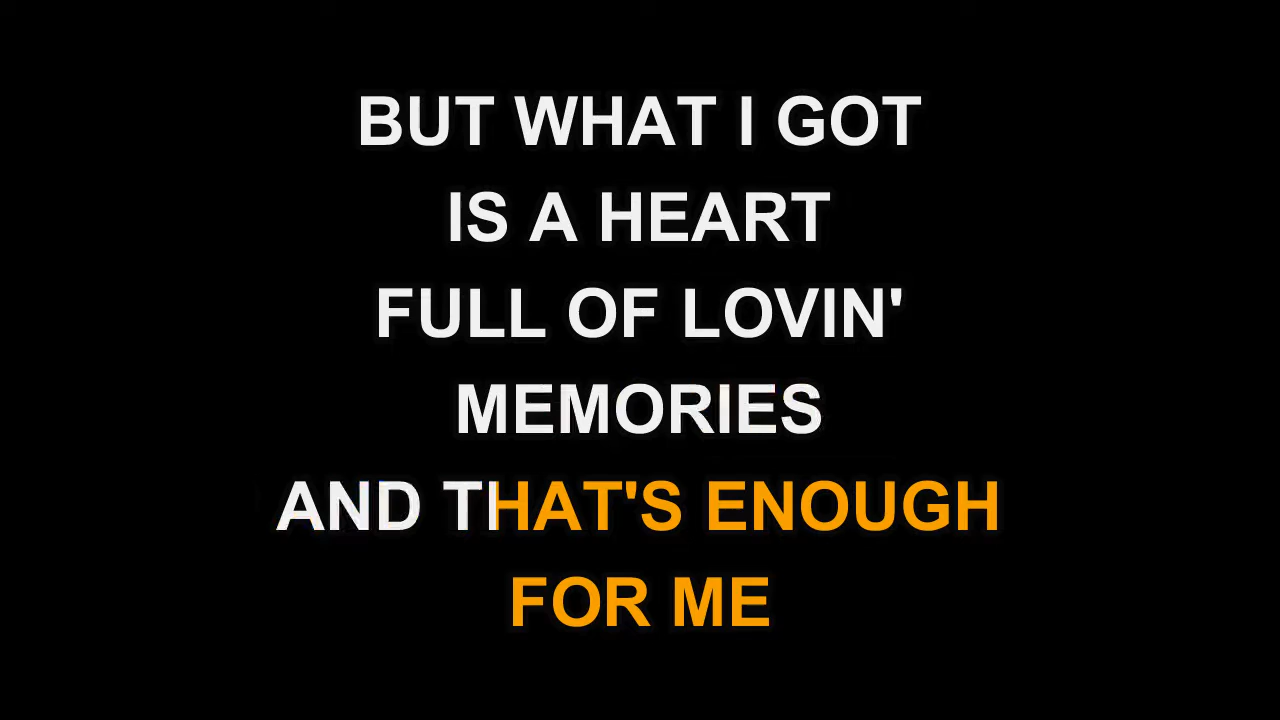 BUT WHAT I GOT
IS A HEART
FULL OF LOVIN'
MEMORIES
AND THAT'S ENOUGH
FOR ME